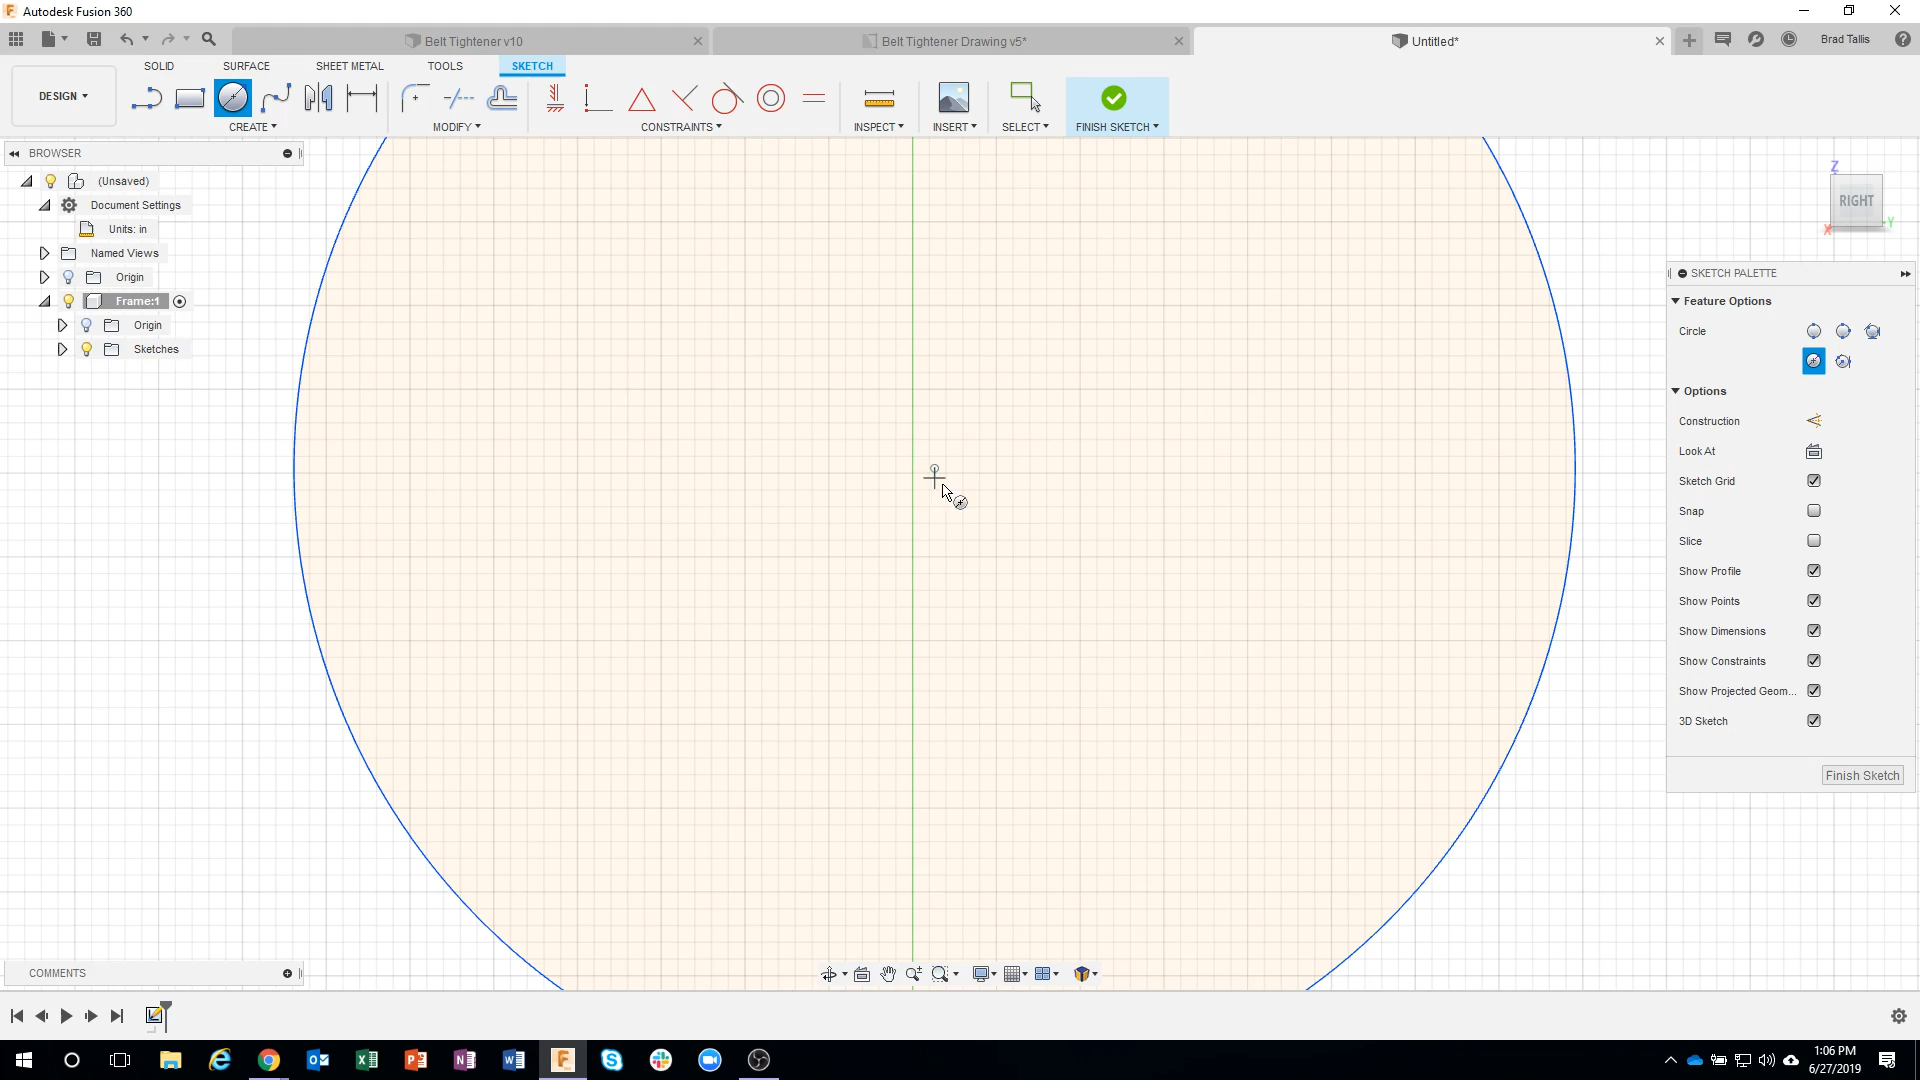 Autodesk Fusion 360
Belt Tightener v10
Belt Tightener Drawing v5*
Untitled*
Brad Tallis
SOLID
SURFACE
SHEET METAL
TOOLS
SKETCH
DESIGN
CREATE
MODIFY
CONSTRAINTS
INSPECT
INSERT
SELECT
FINISH SKETCH
BROWSER
(Unsaved)
Document Settings
Units: in
Named Views
Origin
Frame:1
Origin
Sketches
Z
RIGHT
Y
X
SKETCH PALETTE
Feature Options
Circle
Options
Construction
Look At
Sketch Grid
Snap
Slice
Show Profile
Show Points
Show Dimensions
Show Constraints
Show Projected Geom...
3D Sketch
Finish Sketch
COMMENTS
1:06 PM
6/27/2019